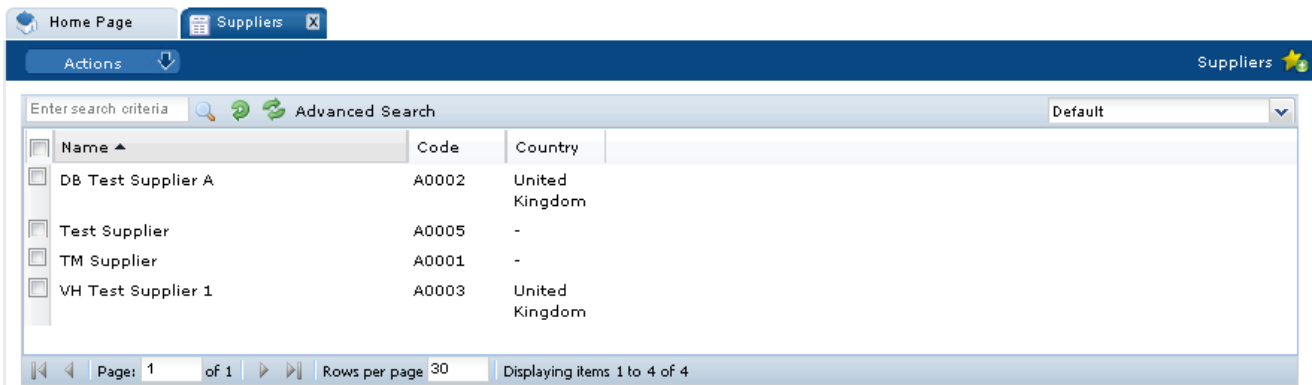 Home Page Suppliers
Actions Suppliers
Enter search criteria Advanced Search Default
Name Code Country
DB Test Supplier A A0002 United
Kingdom
Test Supplier A0005 -
TM Supplier A0001 -
VH Test Supplier 1 A0003 United
Kingdom
Page: 1 of 1 Rows per page 30 Displaying items 1 to 4 of 4